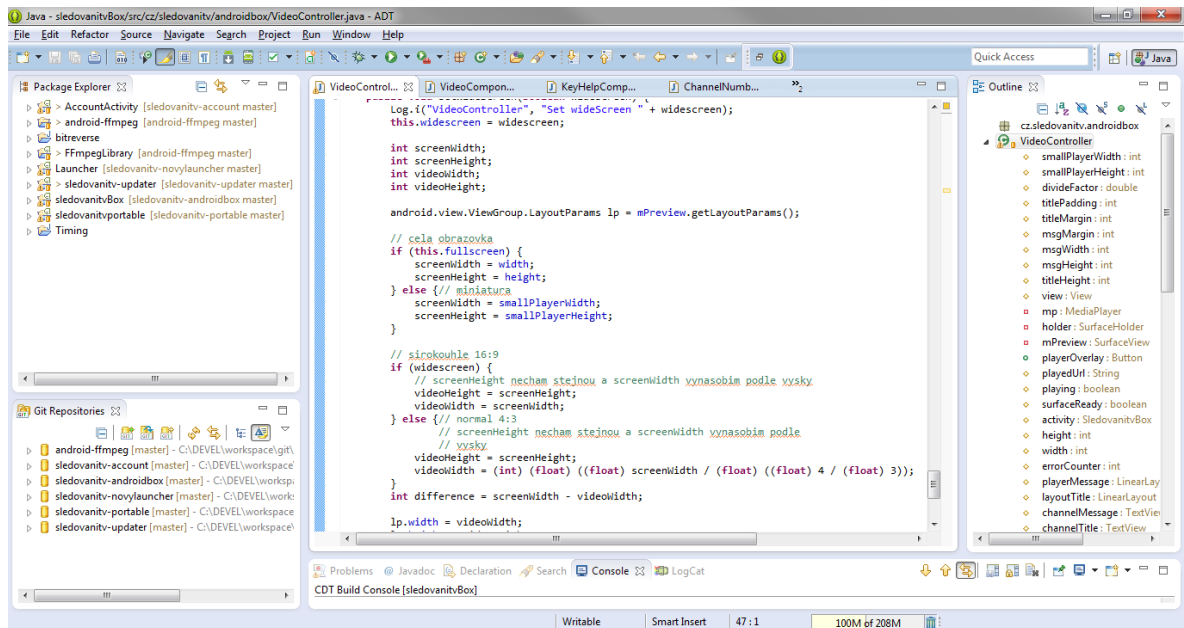 Java - sledovanitvBox/src/cz/sledovanitv/androidbox/VideoController.java - ADT
File Edit Refactor Source Navigate Search Project Run Window Help
Quick Access
Java
Package Explorer
> AccountActivity [sledovanitv-account master]
> android-ffmpeg [android-ffmpeg master]
bitreverse
> FFmpegLibrary [android-ffmpeg master]
Launcher [sledovanitv-novylauncher master]
> sledovanitv-updater [sledovanitv-updater master]
sledovanitvBox [sledovanitv-androidbox master]
sledovanitvportable [sledovanitv-portable master]
Timing
Git Repositories
android-ffmpeg [master] - C:\DEVEL\workspace\git\
sledovanitv-account [master] - C:\DEVEL\workspace
sledovanitv-androidbox [master] - C:\DEVEL\worksp
sledovanitv-novylauncher [master] - C:\DEVEL\work
sledovanitv-portable [master] - C:\DEVEL\workspace
sledovanitv-updater [master] - C:\DEVEL\workspace\
VideoControl... VideoCompon... KeyHelpComp... ChannelNumb... »2
Log.i("VideoController", "Set wideScreen " + widescreen);
this.widescreen = widescreen;
int screenWidth;
int screenHeight;
int videoWidth;
int videoHeight;
android.view.ViewGroup.LayoutParams lp = mPreview.getLayoutParams();
// cela obrazovka
if (this.fullscreen) {
screenWidth = width;
screenHeight = height;
} else {// miniatura
screenWidth = smallPlayerWidth;
screenHeight = smallPlayerHeight;
}
// sirokouhle 16:9
if (widescreen) {
// screenHeight necham stejnou a screenWidth vynasobim podle vysky
videoHeight = screenHeight;
videoWidth = screenWidth;
} else {// normal 4:3
// screenHeight necham stejnou a screenWidth vynasobim podle
// vysky
videoHeight = screenHeight;
videoWidth = (int) (float) ((float) screenWidth / (float) ((float) 4 / (float) 3));
}
int difference = screenWidth - videoWidth;
lp.width = videoWidth;
Outline
cz.sledovanitv.androidbox
VideoController
smallPlayerWidth : int
smallPlayerHeight : int
divideFactor : double
titlePadding : int
titleMargin : int
msgMargin : int
msgWidth : int
msgHeight : int
titleHeight : int
view : View
mp : MediaPlayer
holder : SurfaceHolder
mPreview : SurfaceView
playerOverlay : Button
playedUrl : String
playing : boolean
surfaceReady : boolean
activity : SledovanitvBox
height : int
width : int
errorCounter : int
playerMessage : LinearLay
layoutTitle : LinearLayout
channelMessage : TextVie
channelTitle : TextView
Problems @ Javadoc Declaration Search Console LogCat
CDT Build Console [sledovanitvBox]
Writable Smart Insert 47 : 1 100M of 208M